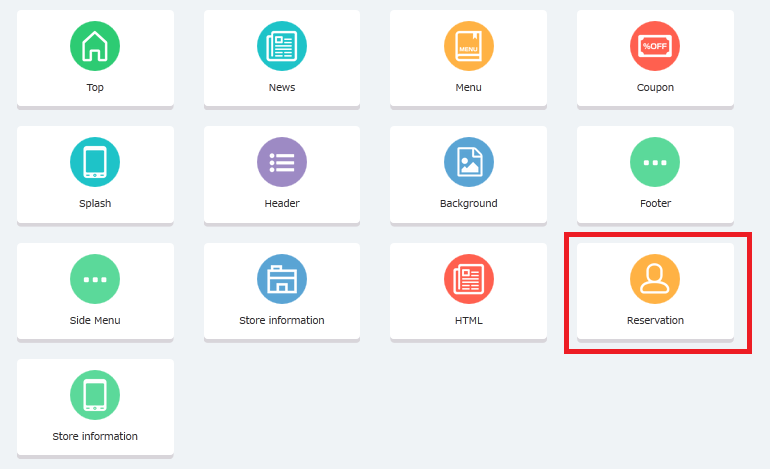 Top
News
MENU
Menu
%OFF
Coupon
Splash
Header
Background
Footer
Side Menu
Store information
HTML
Reservation
Store information